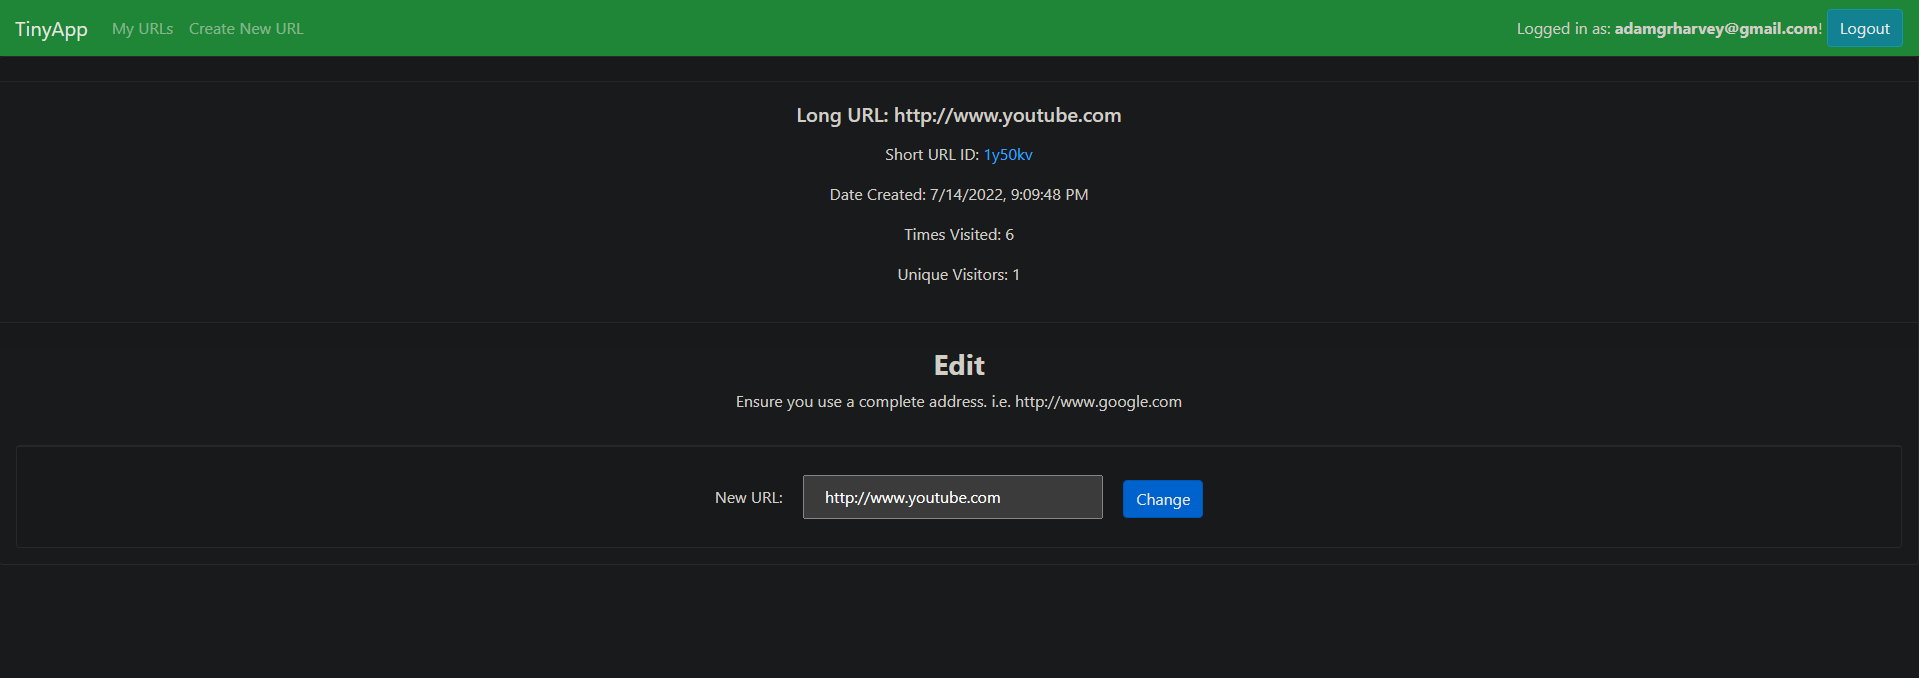 TinyApp My URLs Create New URL Logged in as: adamgrharvey@gmail.com! Logout
Long URL: http://www.youtube.com
Short URL ID: 1y50kv
Date Created: 7/14/2022, 9:09:48 PM
Times Visited: 6
Unique Visitors: 1
Edit
Ensure you use a complete address. i.e. http://www.google.com
New URL: http://www.youtube.com Change